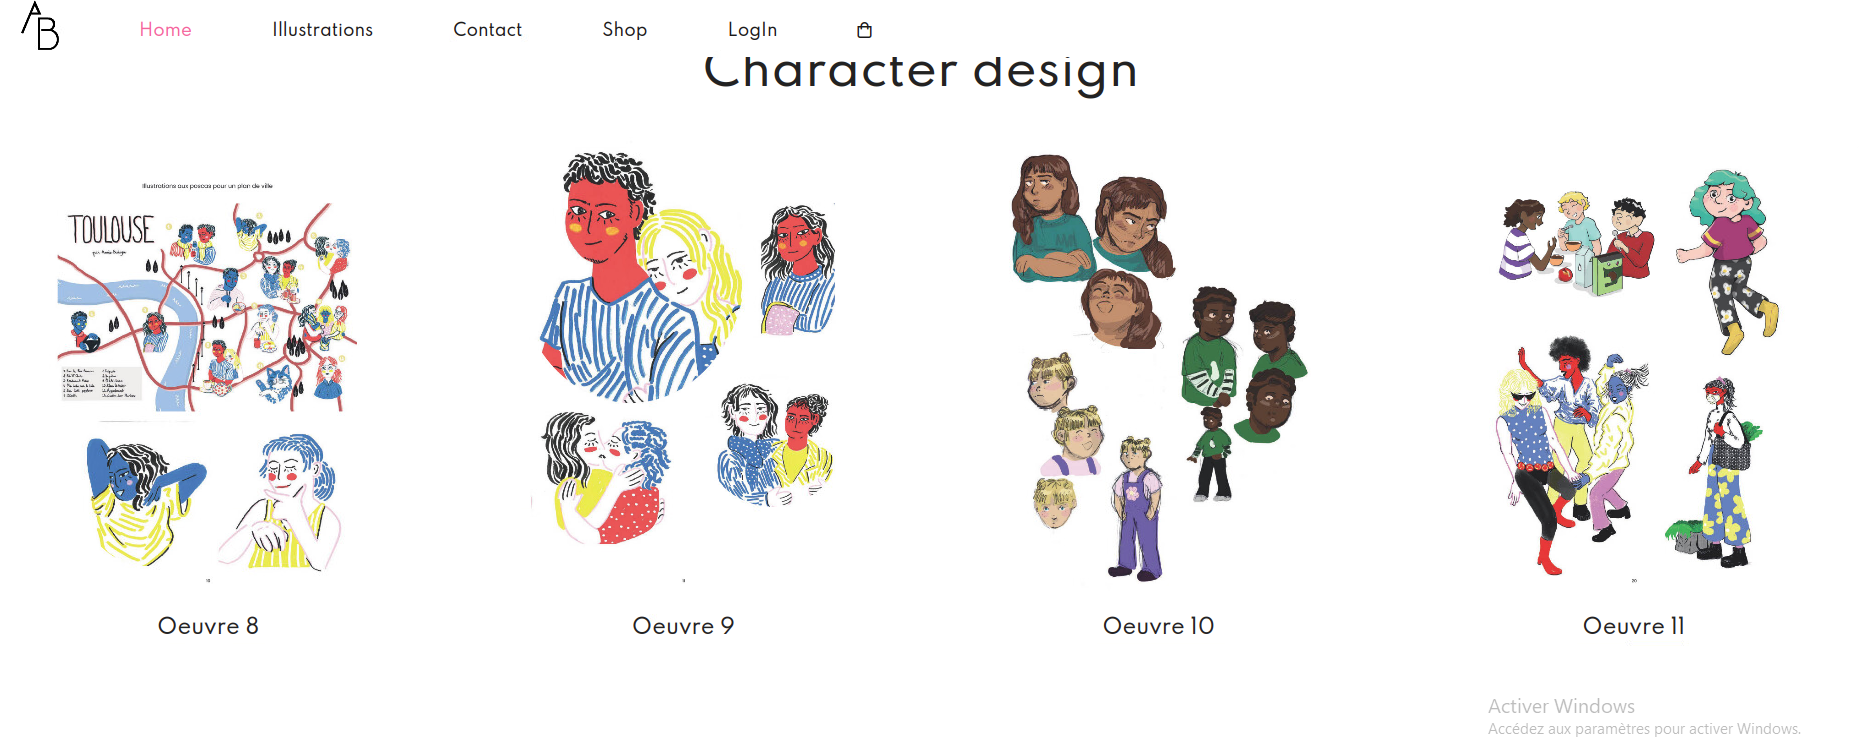 AB
Home Illustrations Contact Shop LogIn
Character design
Illustrations aux poscas pour un plan de ville
TOULOUSE
Oeuvre 8
Oeuvre 9
Oeuvre 10
Oeuvre 11
Activer Windows
Accédez aux paramètres pour activer Windows.